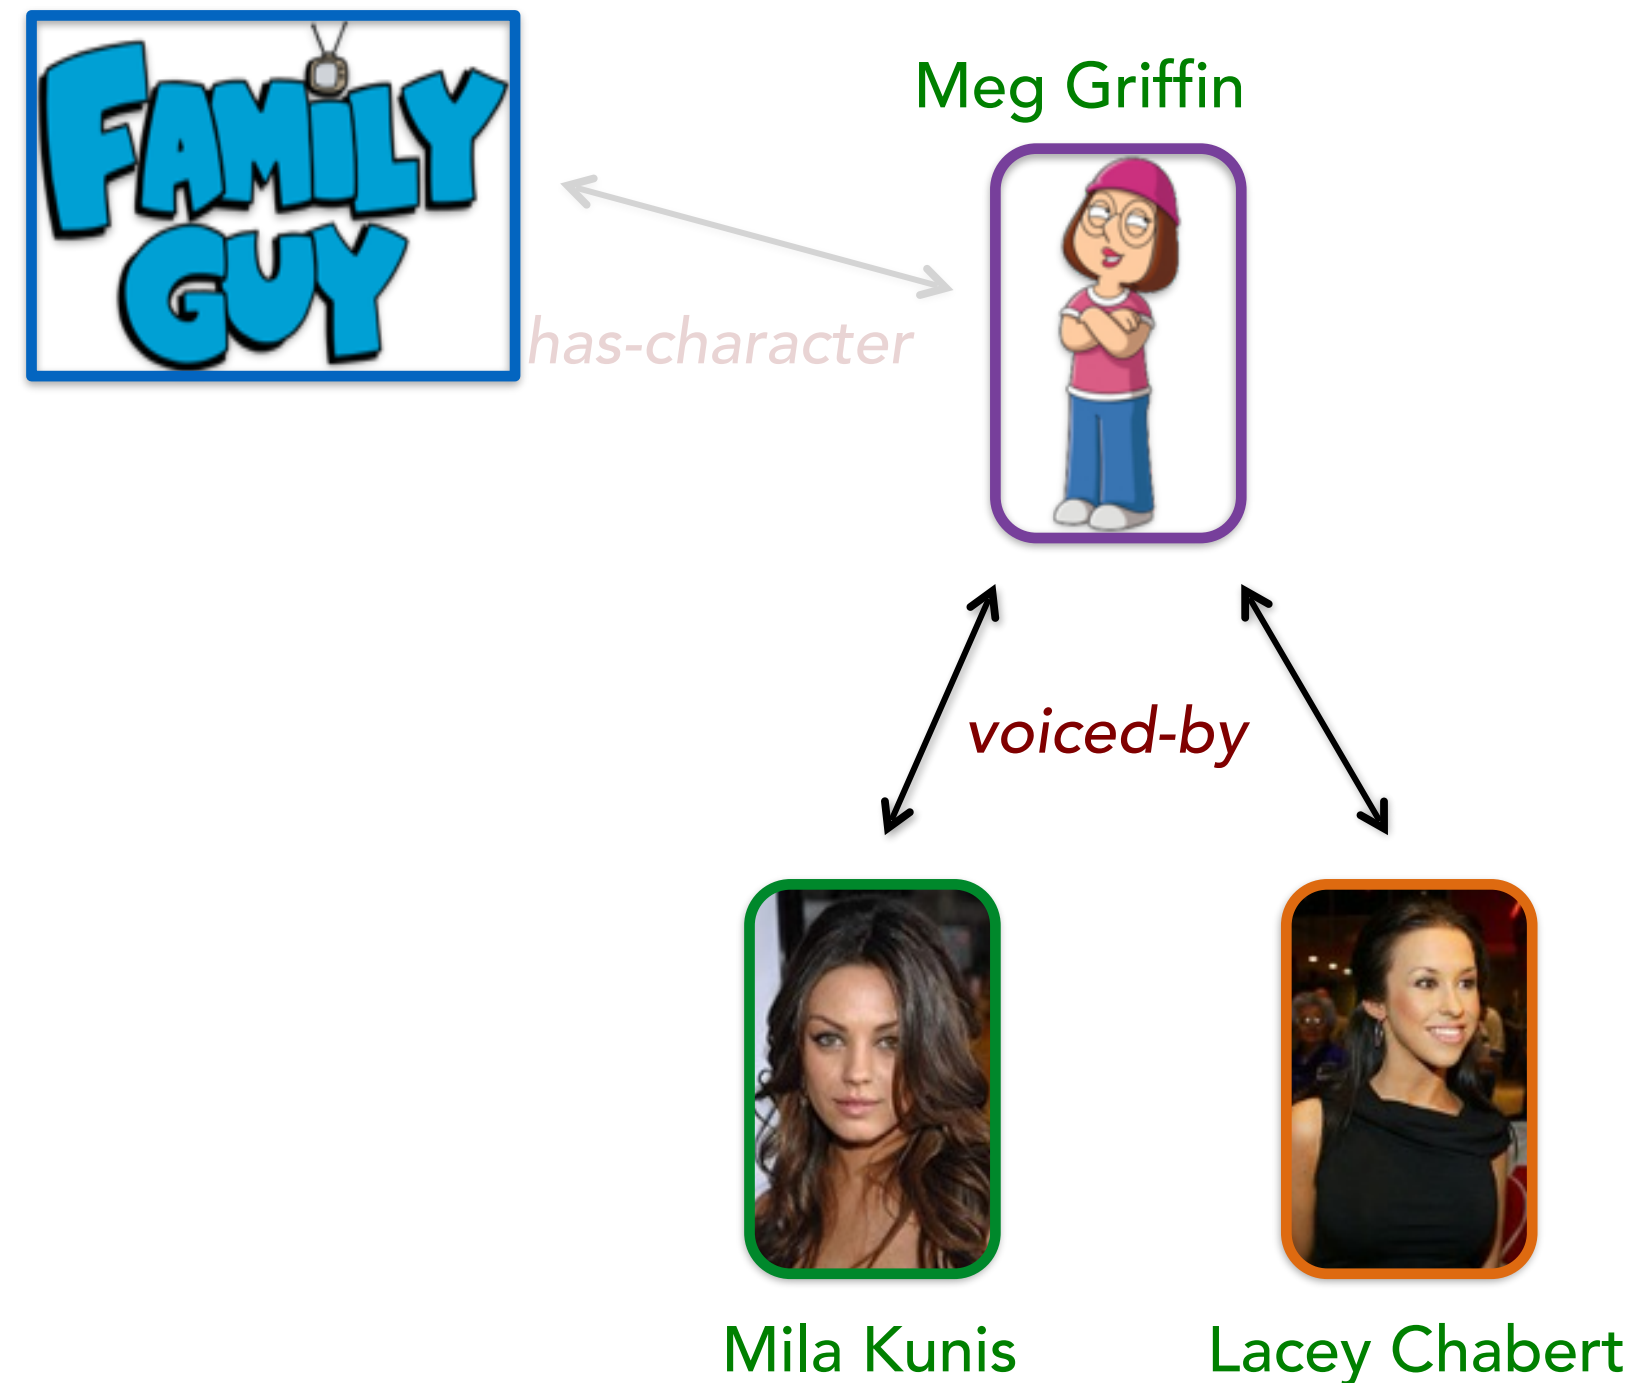 FAMiLY
GUY
Meg Griffin
has-character
voiced-by
Mila Kunis
Lacey Chabert